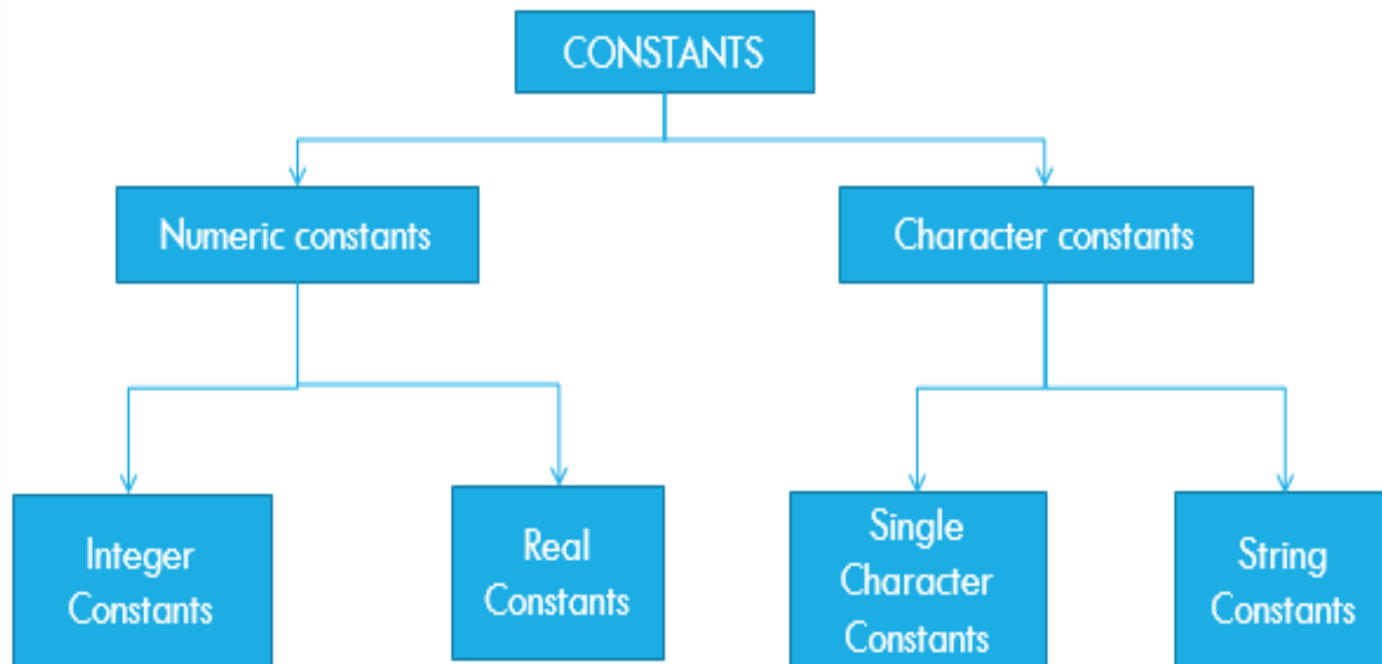 CONSTANTS
Numeric constants
Character constants
Integer
Constants
Real
Constants
Single
Character
Constants
String
Constants